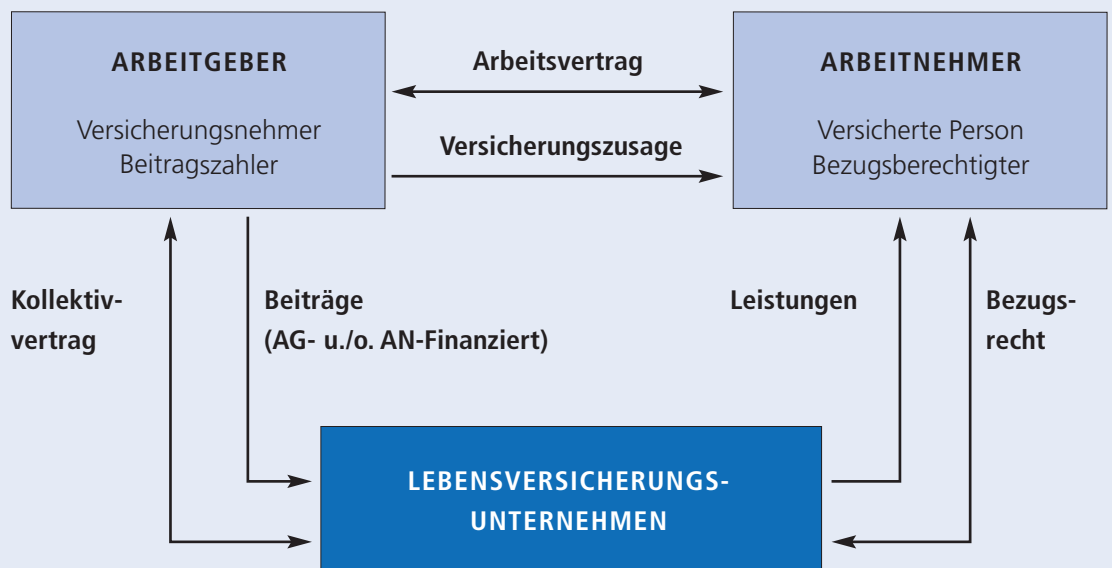 ARBEITGEBER
Versicherungsnehmer
Beitragszahler
Arbeitsvertrag
Versicherungszusage
ARBEITNEHMER
Versicherte Person
Bezugsberechtigter
Kollektiv-
vertrag
Beiträge
(AG- u./o. AN-Finanziert)
Leistungen
Bezugs-
recht
LEBENSVERSICHERUNGS-
UNTERNEHMEN